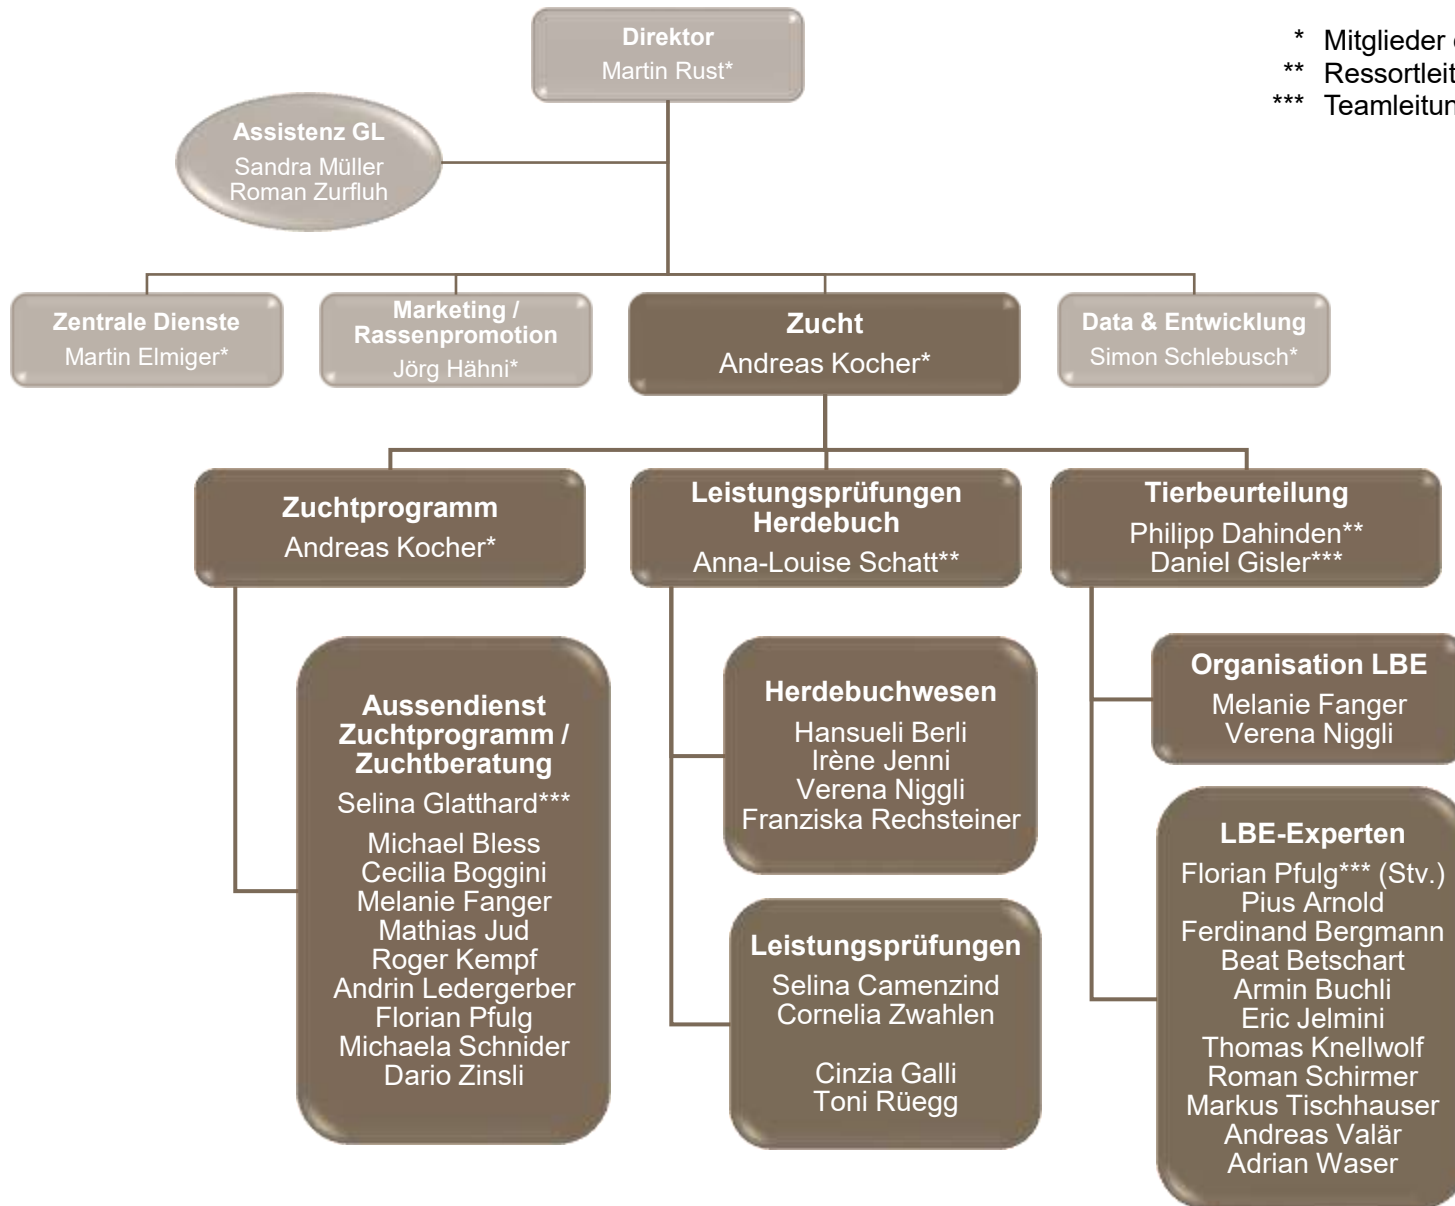 Direktor
Martin Rust*
* Mitglieder
** Ressortleit
*** Teamleitun
Assistenz GL
Sandra Müller
Roman Zurfluh
Zentrale Dienste
Martin Elmiger*
Marketing /
Rassenpromotion
Jörg Hähni*
Zucht
Andreas Kocher*
Data & Entwicklung
Simon Schlebusch*
Zuchtprogramm
Andreas Kocher*
Leistungsprüfungen
Herdebuch
Anna-Louise Schatt**
Tierbeurteilung
Philipp Dahinden**
Daniel Gisler***
Aussendienst
Zuchtprogramm /
Zuchtberatung
Selina Glatthard***
Michael Bless
Cecilia Boggini
Melanie Fanger
Mathias Jud
Roger Kempf
Andrin Ledergerber
Florian Pfulg
Michaela Schnider
Dario Zinsli
Herdebuchwesen
Hansueli Berli
Irène Jenni
Verena Niggli
Franziska Rechsteiner
Leistungsprüfungen
Selina Camenzind
Cornelia Zwahlen
Cinzia Galli
Toni Rüegg
Organisation LBE
Melanie Fanger
Verena Niggli
LBE-Experten
Florian Pfulg*** (Stv.)
Pius Arnold
Ferdinand Bergmann
Beat Betschart
Armin Buchli
Eric Jelmini
Thomas Knellwolf
Roman Schirmer
Markus Tischhauser
Andreas Valär
Adrian Waser